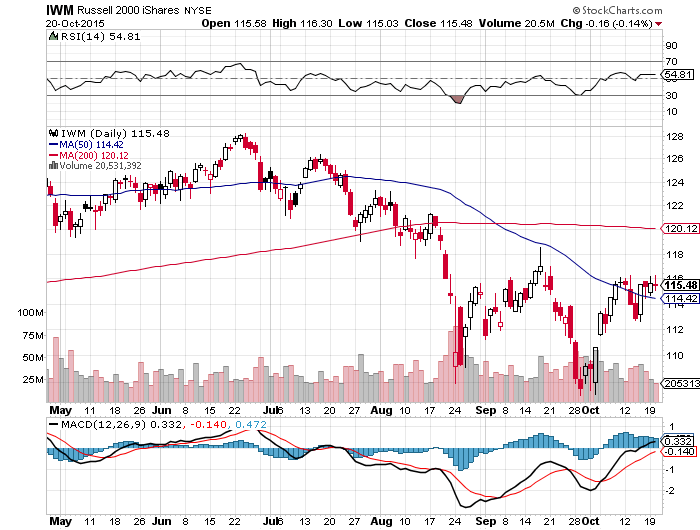 IWM Russell 2000 iShares NYSE © StockCharts.com
20-Oct-2015 Open 115.58 High 116.30 Low 115.03 Close 115.48 Volume 20.5M Chg -0.16 (-0.14%)
RSI(14) 54.81
90
70
54.81
50
30
10
IWM (Daily) 115.48
MA(50) 114.42
MA(200) 120.12
Volume 20,531,392
128
126
124
122
120.12
118
116
115.48
114.42
112
110
100M
75M
50M
25M
205313
May 11 18 26 Jun 8 15 22 Jul 6 13 20 27 Aug 10 17 24 Sep 8 14 21 28 Oct 12 19
MACD(12,26,9) 0.332, -0.140, 0.472
1
0.332
-0.140
-1
-2
May 11 18 26 Jun 8 15 22 Jul 6 13 20 27 Aug 10 17 24 Sep 8 14 21 28 Oct 12 19